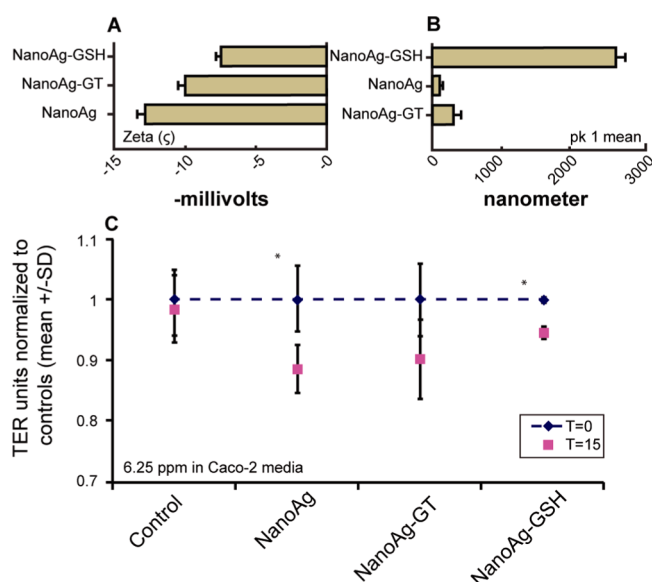 A
NanoAg-GSH
NanoAg-GT
NanoAg
Zeta (ς)
-15
-10
-5
-0
-millivolts
B
NanoAg-GSH
NanoAg
NanoAg-GT
pk 1 mean
0
1000
2000
3000
nanometer
C
TER units normalized to
controls (mean +/-SD)
1.1
1
0.9
0.8
0.7
*
*
T=0
T=15
6.25 ppm in Caco-2 media
Control
NanoAg
NanoAg-GT
NanoAg-GSH